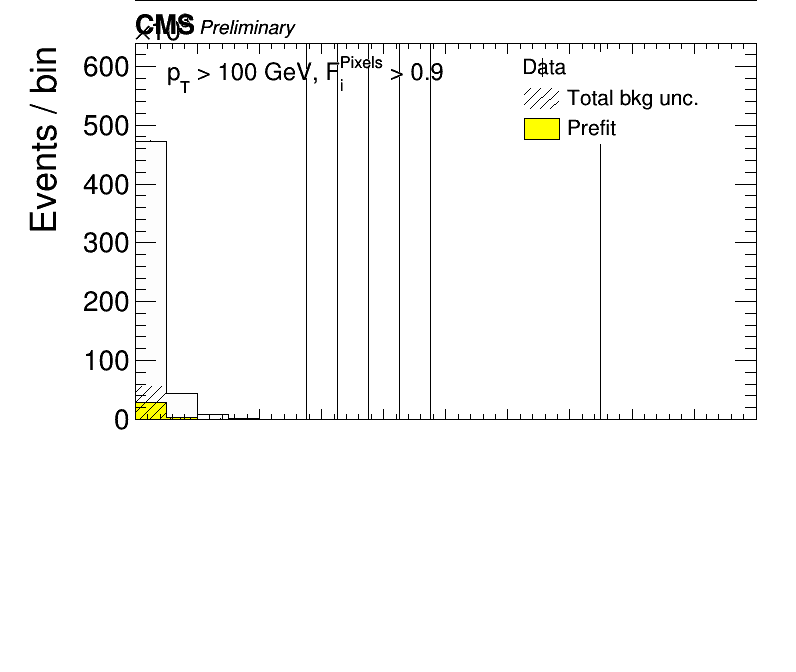 CMS Preliminary
600
p_T > 100 GeV, F_i^Pixels > 0.9
Data
Total bkg unc.
Prefit
Events / bin
500
400
300
200
100
0